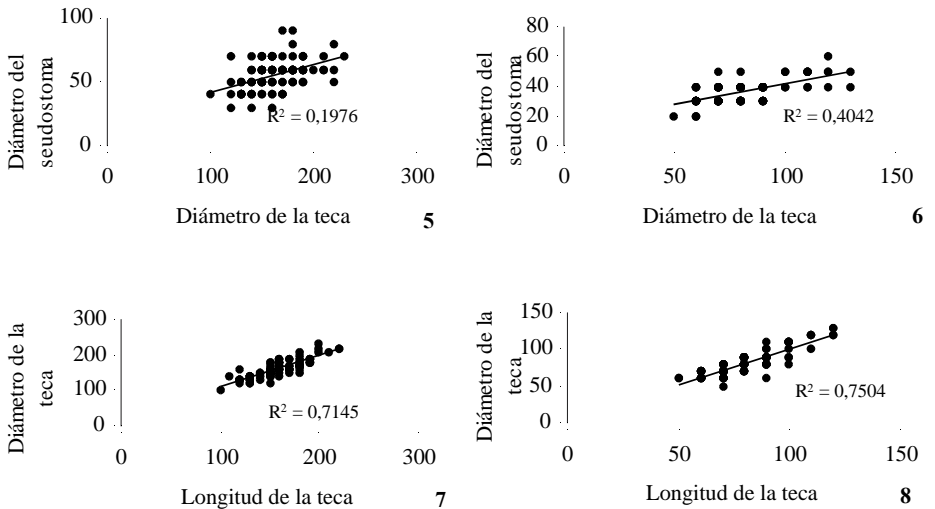 100
50
0
Diámetro del
seudostoma
R² = 0,1976
0
100
200
300
Diámetro de la teca
5
80
60
40
20
0
Diámetro del
seudostoma
R² = 0,4042
0
50
100
150
Diámetro de la teca
6
300
200
100
0
Diámetro de la
teca
R² = 0,7145
0
100
200
300
Longitud de la teca
7
150
100
50
0
Diámetro de la
teca
R² = 0,7504
0
50
100
150
Longitud de la teca
8